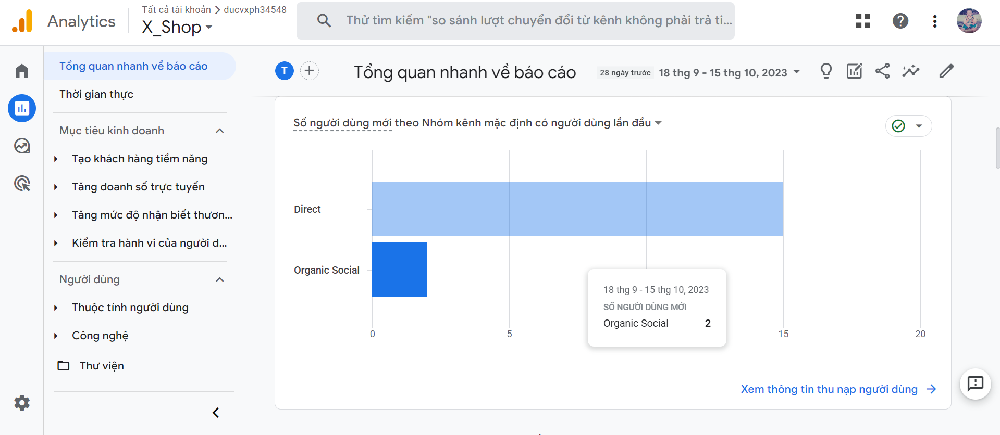 Analytics
Tất cả tài khoản > ducvxph34548
X_Shop
Thử tìm kiếm "so sánh lượt chuyển đổi từ kênh không phải trả ti...
Tổng quan nhanh về báo cáo
Thời gian thực
Mục tiêu kinh doanh
Tạo khách hàng tiềm năng
Tăng doanh số trực tuyến
Tăng mức độ nhận biết thươn...
Kiểm tra hành vi của người d...
Người dùng
Thuộc tính người dùng
Công nghệ
Thư viện
T
Tổng quan nhanh về báo cáo
28 ngày trước
18 thg 9 - 15 thg 10, 2023
Số người dùng mới theo Nhóm kênh mặc định có người dùng lần đầu
Direct
Organic Social
18 thg 9 - 15 thg 10, 2023
SỐ NGƯỜI DÙNG MỚI
Organic Social 2
0 5 15 20
Xem thông tin thu nạp người dùng